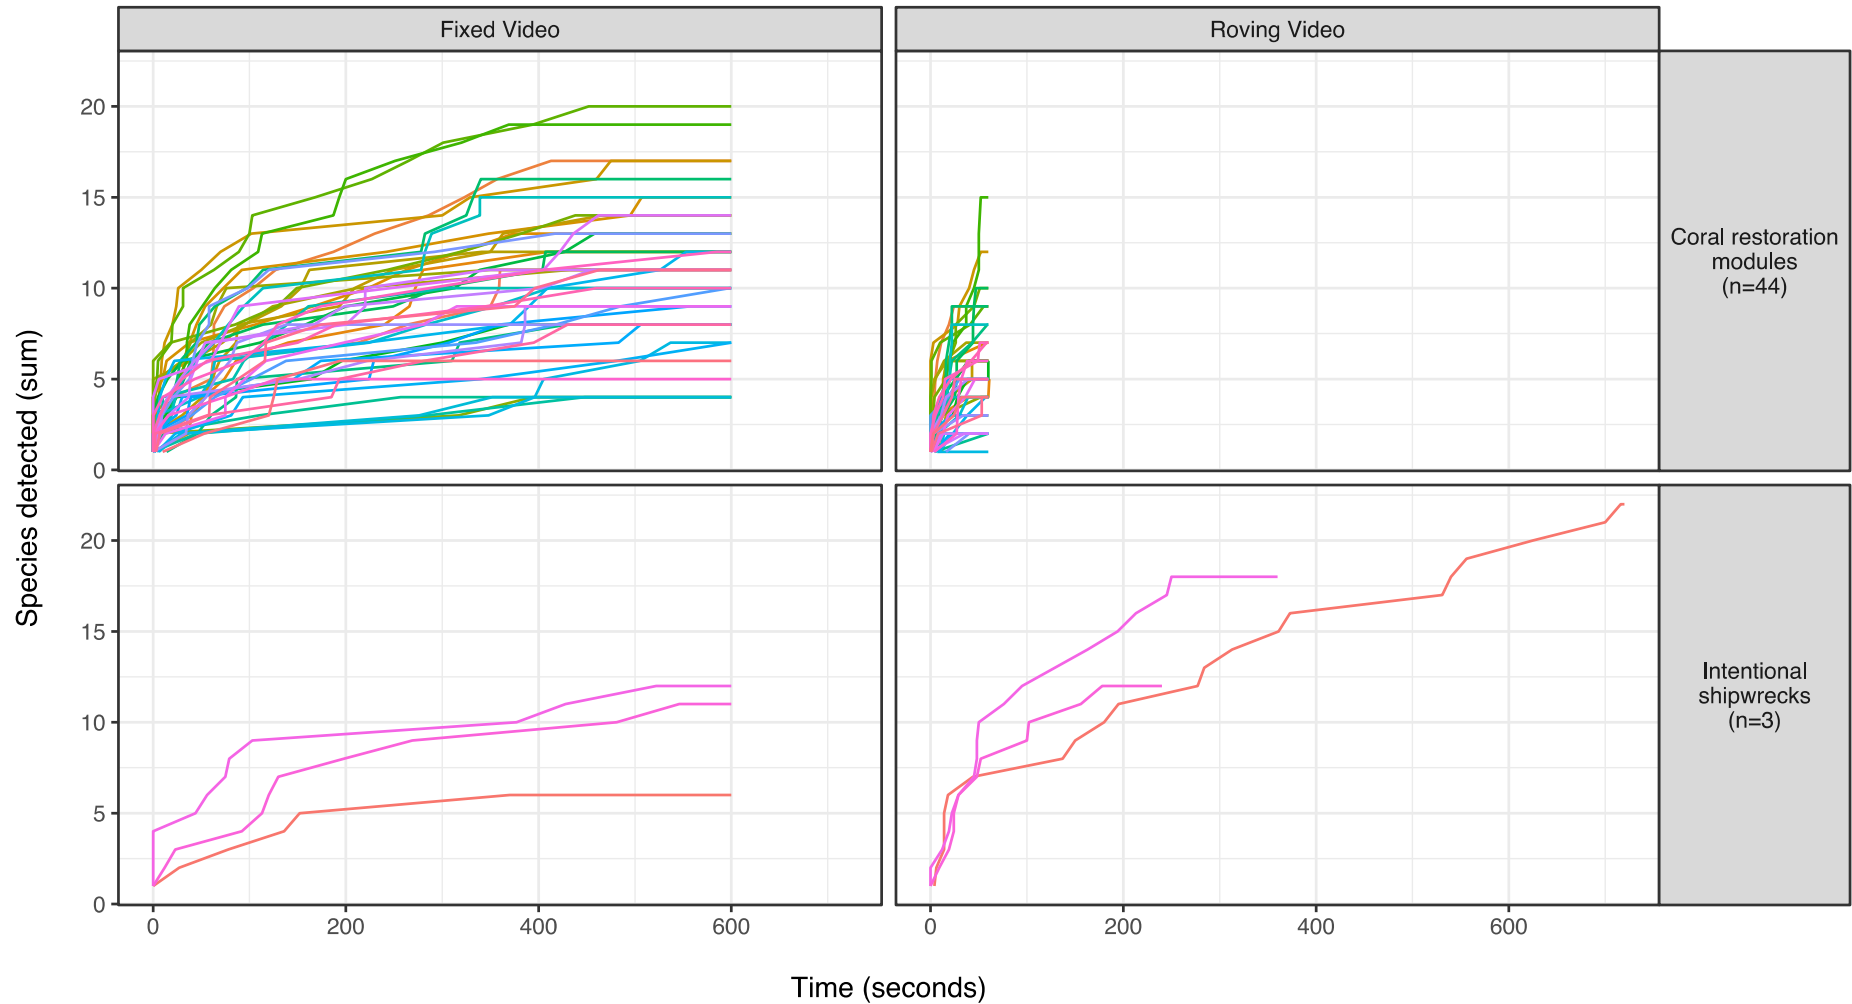 Fixed Video
Roving Video
Species detected (sum)
20
15
10
5
0
Coral restoration
modules
(n=44)
20
15
10
5
0
Intentional
shipwrecks
(n=3)
0 200 400 600
0 200 400 600
Time (seconds)